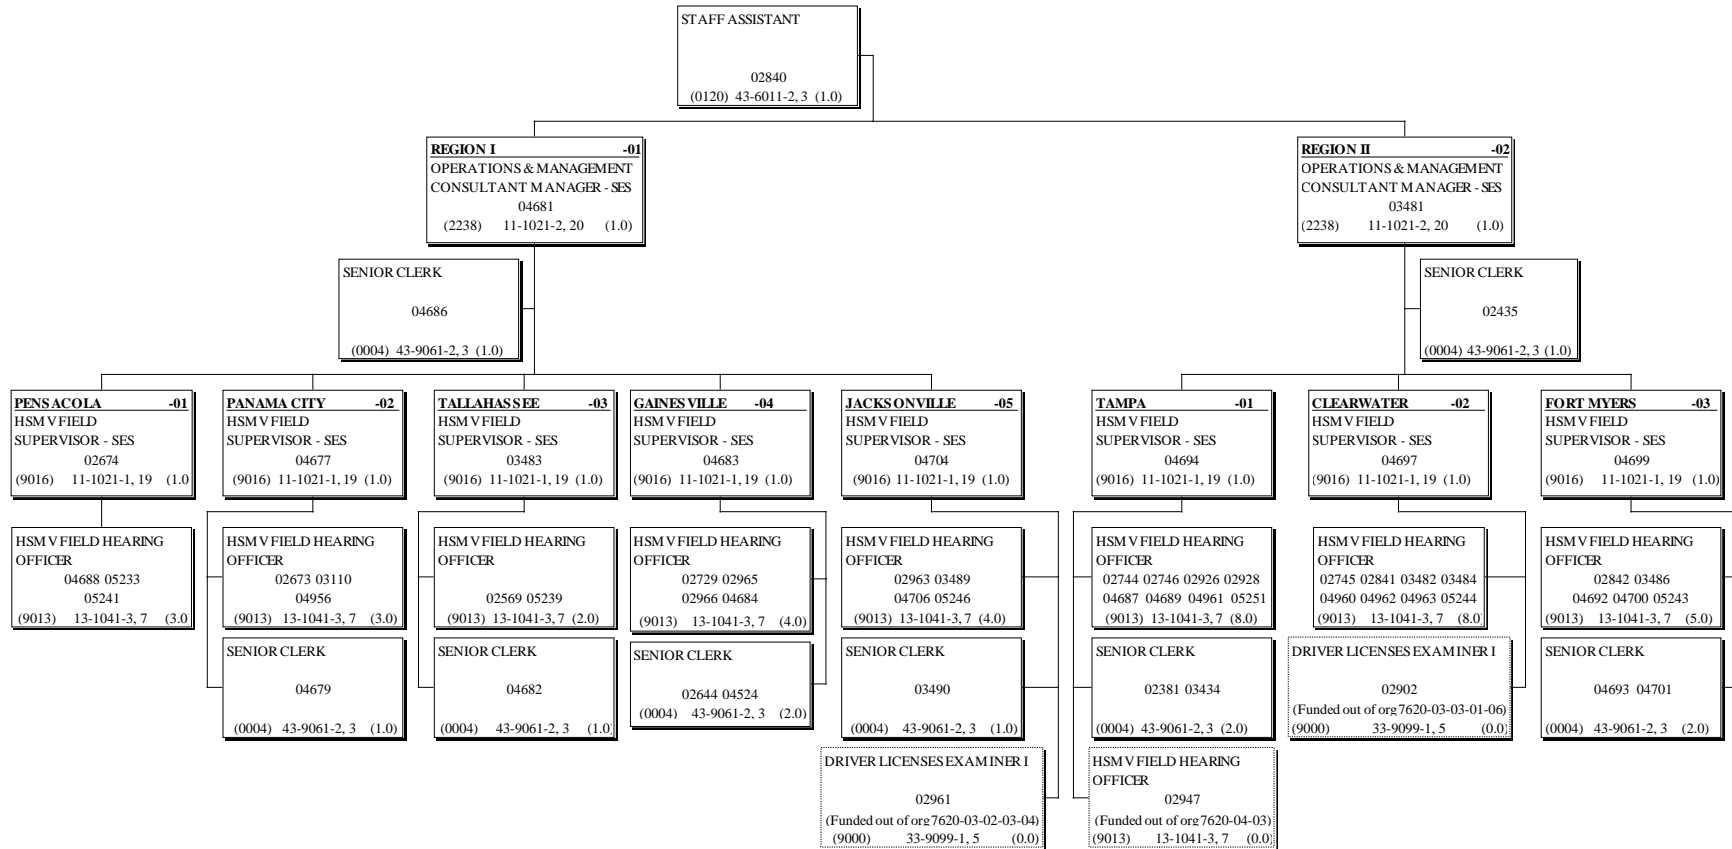 STAFF ASSISTANT
02840
(0120) 43-6011-2, 3 (1.0)
REGION I -01
OPERATIONS & MANAGEMENT
CONSULTANT MANAGER - SES
04681
(2238) 11-1021-2, 20 (1.0)
REGION II -02
OPERATIONS & MANAGEMENT
CONSULTANT MANAGER - SES
03481
(2238) 11-1021-2, 20 (1.0)
SENIOR CLERK
04686
(0004) 43-9061-2, 3 (1.0)
SENIOR CLERK
02435
(0004) 43-9061-2, 3 (1.0)
PENSACOLA -01
HSMV FIELD
SUPERVISOR - SES
02674
(9016) 11-1021-1, 19 (1.0
PANAMA CITY -02
HSMV FIELD
SUPERVISOR - SES
04677
(9016) 11-1021-1, 19 (1.0)
TALLAHASSEE -03
HSMV FIELD
SUPERVISOR - SES
03483
(9016) 11-1021-1, 19 (1.0)
GAINESVILLE -04
HSMV FIELD
SUPERVISOR - SES
04683
(9016) 11-1021-1, 19 (1.0)
JACKSONVILLE -05
HSMV FIELD
SUPERVISOR - SES
04704
(9016) 11-1021-1, 19 (1.0)
TAMPA -01
HSMV FIELD
SUPERVISOR - SES
04694
(9016) 11-1021-1, 19 (1.0)
CLEARWATER -02
HSMV FIELD
SUPERVISOR - SES
04697
(9016) 11-1021-1, 19 (1.0)
FORT MYERS -03
HSMV FIELD
SUPERVISOR - SES
04699
(9016) 11-1021-1, 19 (1.0)
HSMV FIELD HEARING
OFFICER
04688 05233
05241
(9013) 13-1041-3, 7 (3.0
HSMV FIELD HEARING
OFFICER
02673 03110
04956
(9013) 13-1041-3, 7 (3.0)
HSMV FIELD HEARING
OFFICER
02569 05239
(9013) 13-1041-3, 7 (2.0)
HSMV FIELD HEARING
OFFICER
02729 02965
02966 04684
(9013) 13-1041-3, 7 (4.0)
HSMV FIELD HEARING
OFFICER
02963 03489
04706 05246
(9013) 13-1041-3, 7 (4.0)
HSMV FIELD HEARING
OFFICER
02744 02746 02926 02928
04687 04689 04961 05251
(9013) 13-1041-3, 7 (8.0)
HSMV FIELD HEARING
OFFICER
02745 02841 03482 03484
04960 04962 04963 05244
(9013) 13-1041-3, 7 (8.0)
HSMV FIELD HEARING
OFFICER
02842 03486
04692 04700 05243
(9013) 13-1041-3, 7 (5.0)
SENIOR CLERK
04679
(0004) 43-9061-2, 3 (1.0)
SENIOR CLERK
04682
(0004) 43-9061-2, 3 (1.0)
SENIOR CLERK
02644 04524
(0004) 43-9061-2, 3 (2.0)
SENIOR CLERK
03490
(0004) 43-9061-2, 3 (1.0)
SENIOR CLERK
02381 03434
(0004) 43-9061-2, 3 (2.0)
DRIVER LICENSES EXAMINER I
02902
(Funded out of org 7620-03-03-01-06)
(9000) 33-9099-1, 5 (0.0)
SENIOR CLERK
04693 04701
(0004) 43-9061-2, 3 (2.0)
DRIVER LICENSES EXAMINER I
02961
(Funded out of org 7620-03-02-03-04)
(9000) 33-9099-1, 5 (0.0)
HSMV FIELD HEARING
OFFICER
02947
(Funded out of org 7620-04-03)
(9013) 13-1041-3, 7 (0.0)